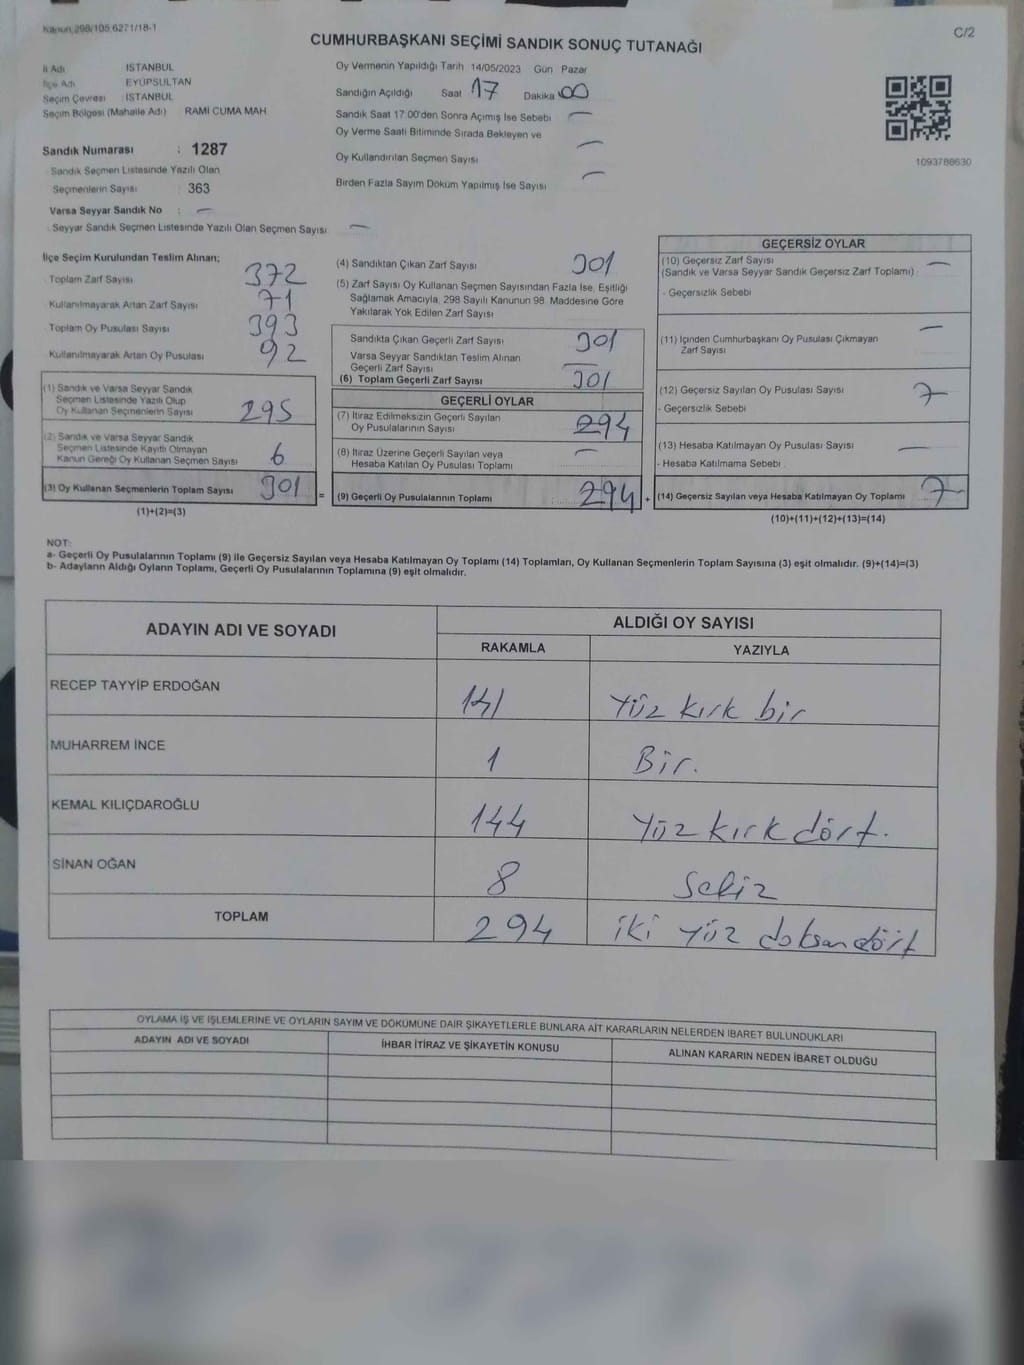 Kanun 298/105 6271/18-1
C/2
CUMHURBAŞKANI SEÇİMİ SANDIK SONUÇ TUTANAĞI
İl Adı : İSTANBUL
İlçe Adı : EYÜPSULTAN
Seçim Çevresi : İSTANBUL
Seçim Bölgesi (Mahalle Adı) RAMİ CUMA MAH
Sandık Numarası : 1287
Sandık Seçmen Listesinde Yazılı Olan
Seçmenlerin Sayısı : 363
Varsa Seyyar Sandık No : —
Seyyar Sandık Seçmen Listesinde Yazılı Olan Seçmen Sayısı —
Oy Vermenin Yapıldığı Tarih 14/05/2023 Gün Pazar
Sandığın Açıldığı Saat 17 Dakika 00
Sandık Saat 17 00'den Sonra Açımış İse Sebebi —
Oy Verme Saati Bitiminde Sırada Bekleyen ve
Oy Kullandırılan Seçmen Sayısı —
Birden Fazla Sayım Döküm Yapılmış İse Sayısı —
1093788630
İlçe Seçim Kurulundan Teslim Alınan;
Toplam Zarf Sayısı 372
Kullanılmayarak Artan Zarf Sayısı 71
Toplam Oy Pusulası Sayısı 393
Kullanılmayarak Artan Oy Pusulası 92
(1) Sandık ve Varsa Seyyar Sandık
Seçmen Listesinde Yazılı Olup
Oy Kullanan Seçmenlerin Sayısı 295
(2) Sandık ve Varsa Seyyar Sandık
Seçmen Listesinde Kayıtlı Olmayan
Kanun Gereği Oy Kullanan Seçmen Sayısı 6
(3) Oy Kullanan Seçmenlerin Toplam Sayısı 301
(1)+(2)=(3)
=
(4) Sandıktan Çıkan Zarf Sayısı 301
(5) Zarf Sayısı Oy Kullanan Seçmen Sayısından Fazla İse, Eşitliği
Sağlamak Amacıyla, 298 Sayılı Kanunun 98. Maddesine Göre
Yakılarak Yok Edilen Zarf Sayısı
Sandıkta Çıkan Geçerli Zarf Sayısı 301
Varsa Seyyar Sandıktan Teslim Alınan
Geçerli Zarf Sayısı —
(6) Toplam Geçerli Zarf Sayısı 301
GEÇERLİ OYLAR
(7) İtiraz Edilmeksizin Geçerli Sayılan
Oy Pusulalarının Sayısı 294
(8) İtiraz Üzerine Geçerli Sayılan veya
Hesaba Katılan Oy Pusulası Toplamı —
(9) Geçerli Oy Pusulalarının Toplamı 294
+
GEÇERSİZ OYLAR
(10) Geçersiz Zarf Sayısı —
(Sandık ve Varsa Seyyar Sandık Geçersiz Zarf Toplamı)
- Geçersizlik Sebebi
(11) İçinden Cumhurbaşkanı Oy Pusulası Çıkmayan —
Zarf Sayısı
(12) Geçersiz Sayılan Oy Pusulası Sayısı 7
- Geçersizlik Sebebi
(13) Hesaba Katılmayan Oy Pusulası Sayısı —
- Hesaba Katılmama Sebebi
(14) Geçersiz Sayılan veya Hesaba Katılmayan Oy Toplamı 7
(10)+(11)+(12)+(13)=(14)
NOT:
a- Geçerli Oy Pusulalarının Toplamı (9) ile Geçersiz Sayılan veya Hesaba Katılmayan Oy Toplamı (14) Toplamları, Oy Kullanan Seçmenlerin Toplam Sayısına (3) eşit olmalıdır. (9)+(14)=(3)
b- Adayların Aldığı Oyların Toplamı, Geçerli Oy Pusulalarının Toplamına (9) eşit olmalıdır.
ADAYIN ADI VE SOYADI
ALDIĞI OY SAYISI
RAKAMLA YAZIYLA
RECEP TAYYİP ERDOĞAN 141 Yüz kırk bir
MUHARREM İNCE 1 Bir.
KEMAL KILIÇDAROĞLU 144 Yüz kırk dört.
SİNAN OĞAN 8 Sekiz
TOPLAM 294 iki yüz doksan dört
OYLAMA İŞ VE İŞLEMLERİNE VE OYLARIN SAYIM VE DÖKÜMÜNE DAİR ŞİKAYETLERLE BUNLARA AİT KARARLARIN NELERDEN İBARET BULUNDUKLARI
ADAYIN ADI VE SOYADI İHBAR İTİRAZ VE ŞİKAYETİN KONUSU ALINAN KARARIN NEDEN İBARET OLDUĞU